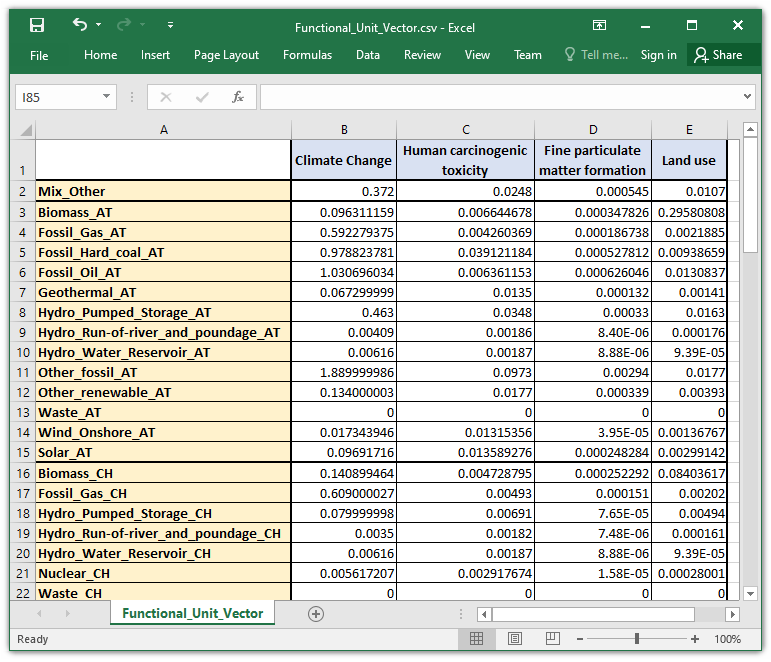 Functional_Unit_Vector.csv - Excel
File Home Insert Page Layout Formulas Data Review View Team Tell me... Sign in Share
I85 fx
A B C D E
1 Climate Change Human carcinogenic toxicity Fine particulate matter formation Land use
2 Mix_Other 0.372 0.0248 0.000545 0.0107
3 Biomass_AT 0.096311159 0.006644678 0.000347826 0.29580808
4 Fossil_Gas_AT 0.592279375 0.004260369 0.000186738 0.0021885
5 Fossil_Hard_coal_AT 0.978823781 0.039121184 0.000527812 0.00938659
6 Fossil_Oil_AT 1.030696034 0.006361153 0.000626046 0.0130837
7 Geothermal_AT 0.067299999 0.0135 0.000132 0.00141
8 Hydro_Pumped_Storage_AT 0.463 0.0348 0.00033 0.0163
9 Hydro_Run-of-river_and_poundage_AT 0.00409 0.00186 8.40E-06 0.000176
10 Hydro_Water_Reservoir_AT 0.00616 0.00187 8.88E-06 9.39E-05
11 Other_fossil_AT 1.889999986 0.0973 0.00294 0.0177
12 Other_renewable_AT 0.134000003 0.0177 0.000339 0.00393
13 Waste_AT 0 0 0 0
14 Wind_Onshore_AT 0.017343946 0.01315356 3.95E-05 0.00136767
15 Solar_AT 0.09691716 0.013589276 0.000248284 0.00299142
16 Biomass_CH 0.140899464 0.004728795 0.000252292 0.08403617
17 Fossil_Gas_CH 0.609000027 0.00493 0.000151 0.00202
18 Hydro_Pumped_Storage_CH 0.079999998 0.00691 7.65E-05 0.00494
19 Hydro_Run-of-river_and_poundage_CH 0.0035 0.00182 7.48E-06 0.000161
20 Hydro_Water_Reservoir_CH 0.00616 0.00187 8.88E-06 9.39E-05
21 Nuclear_CH 0.005617207 0.002917674 1.58E-05 0.00028001
22 Waste_CH 0 0 0 0
Functional_Unit_Vector
Ready 100%